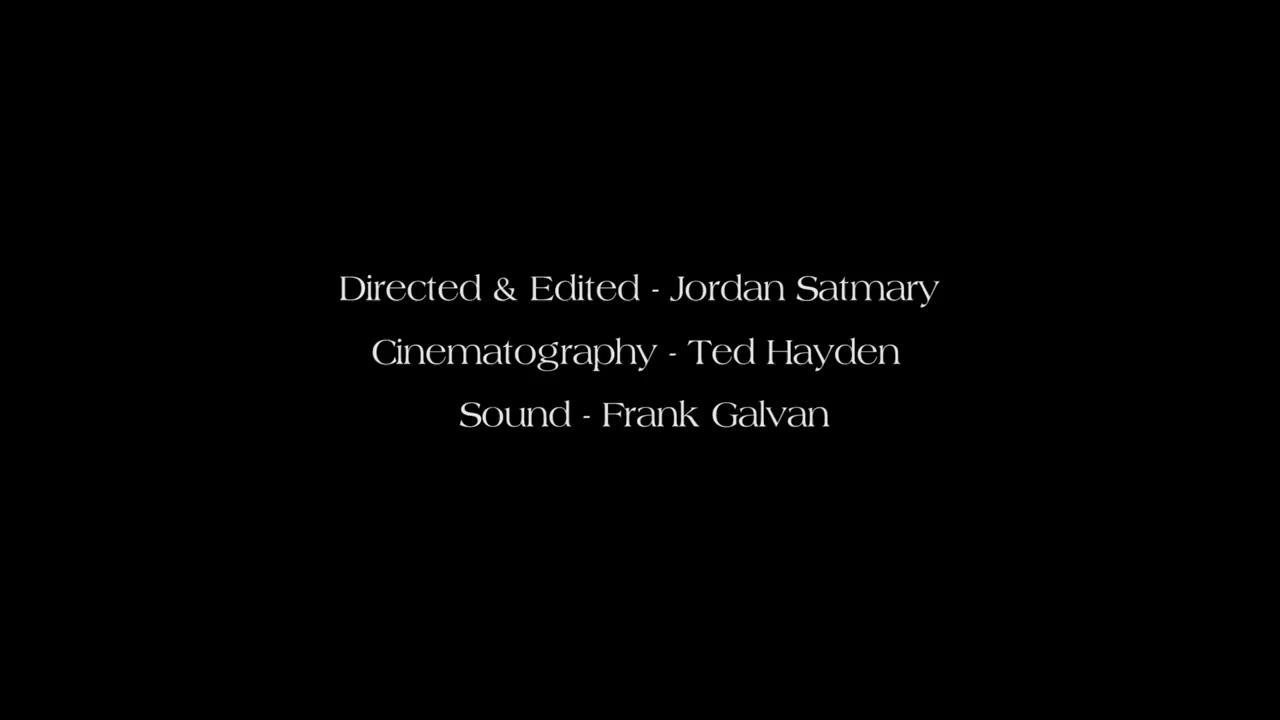 Directed & Edited - Jordan Satmary
Cinematography - Ted Hayden
Sound - Frank Galvan